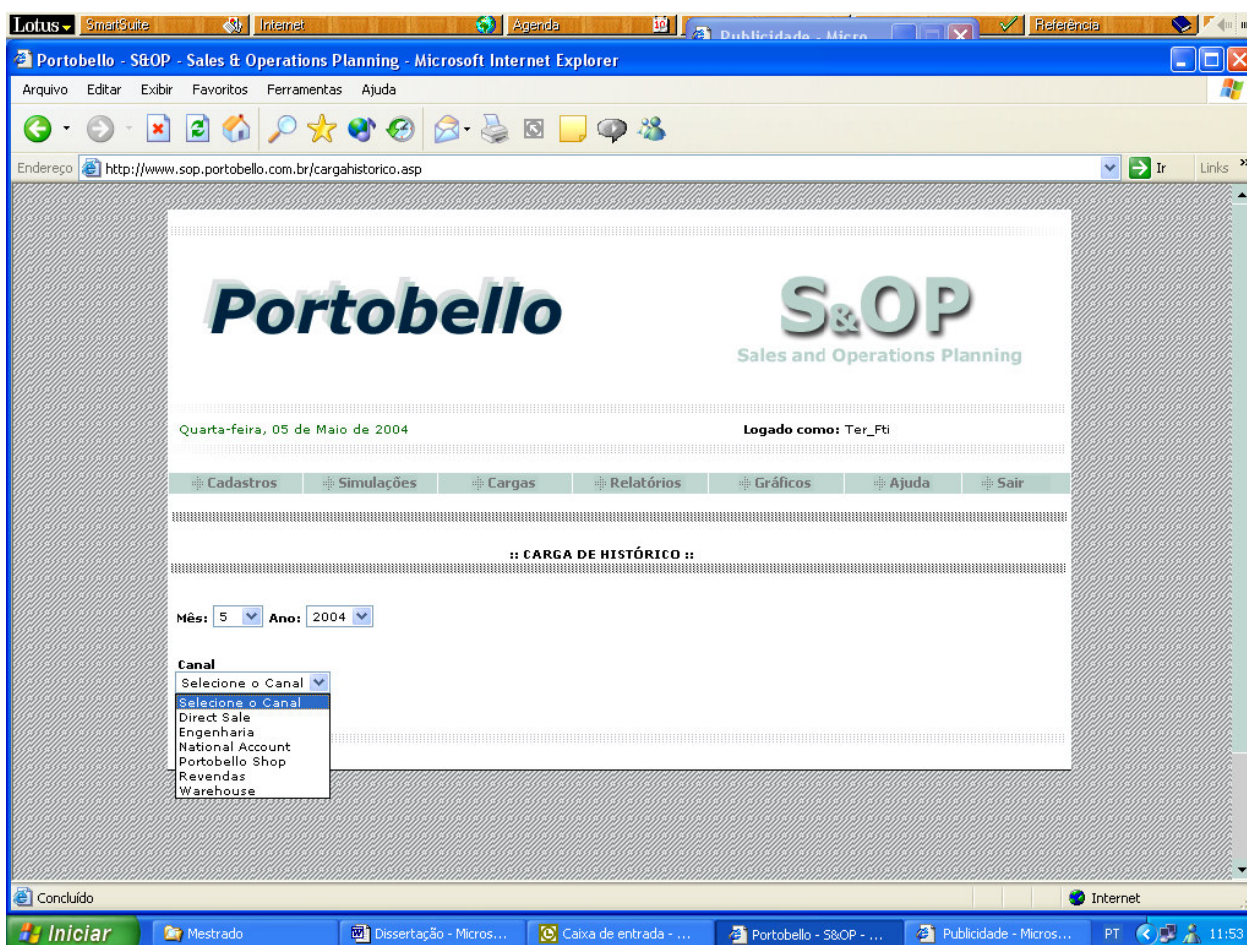 Lotus SmartSuite Internet Agenda 10 Publicidade - Micro Referência
Portobello - S&OP - Sales & Operations Planning - Microsoft Internet Explorer
Arquivo Editar Exibir Favoritos Ferramentas Ajuda
Endereço http://www.sop.portobello.com.br/cargahistorico.asp Ir Links »
Portobello S&OP
Sales and Operations Planning
Quarta-feira, 05 de Maio de 2004 Logado como: Ter_Fti
Cadastros Simulações Cargas Relatórios Gráficos Ajuda Sair
:: CARGA DE HISTÓRICO ::
Mês: 5 Ano: 2004
Canal
Selecione o Canal
Selecione o Canal
Direct Sale
Engenharia
National Account
Portobello Shop
Revendas
Warehouse
Concluído Internet
Iniciar Mestrado Dissertação - Micros... Caixa de entrada - ... Portobello - S&OP - ... Publicidade - Micros... PT 11:53